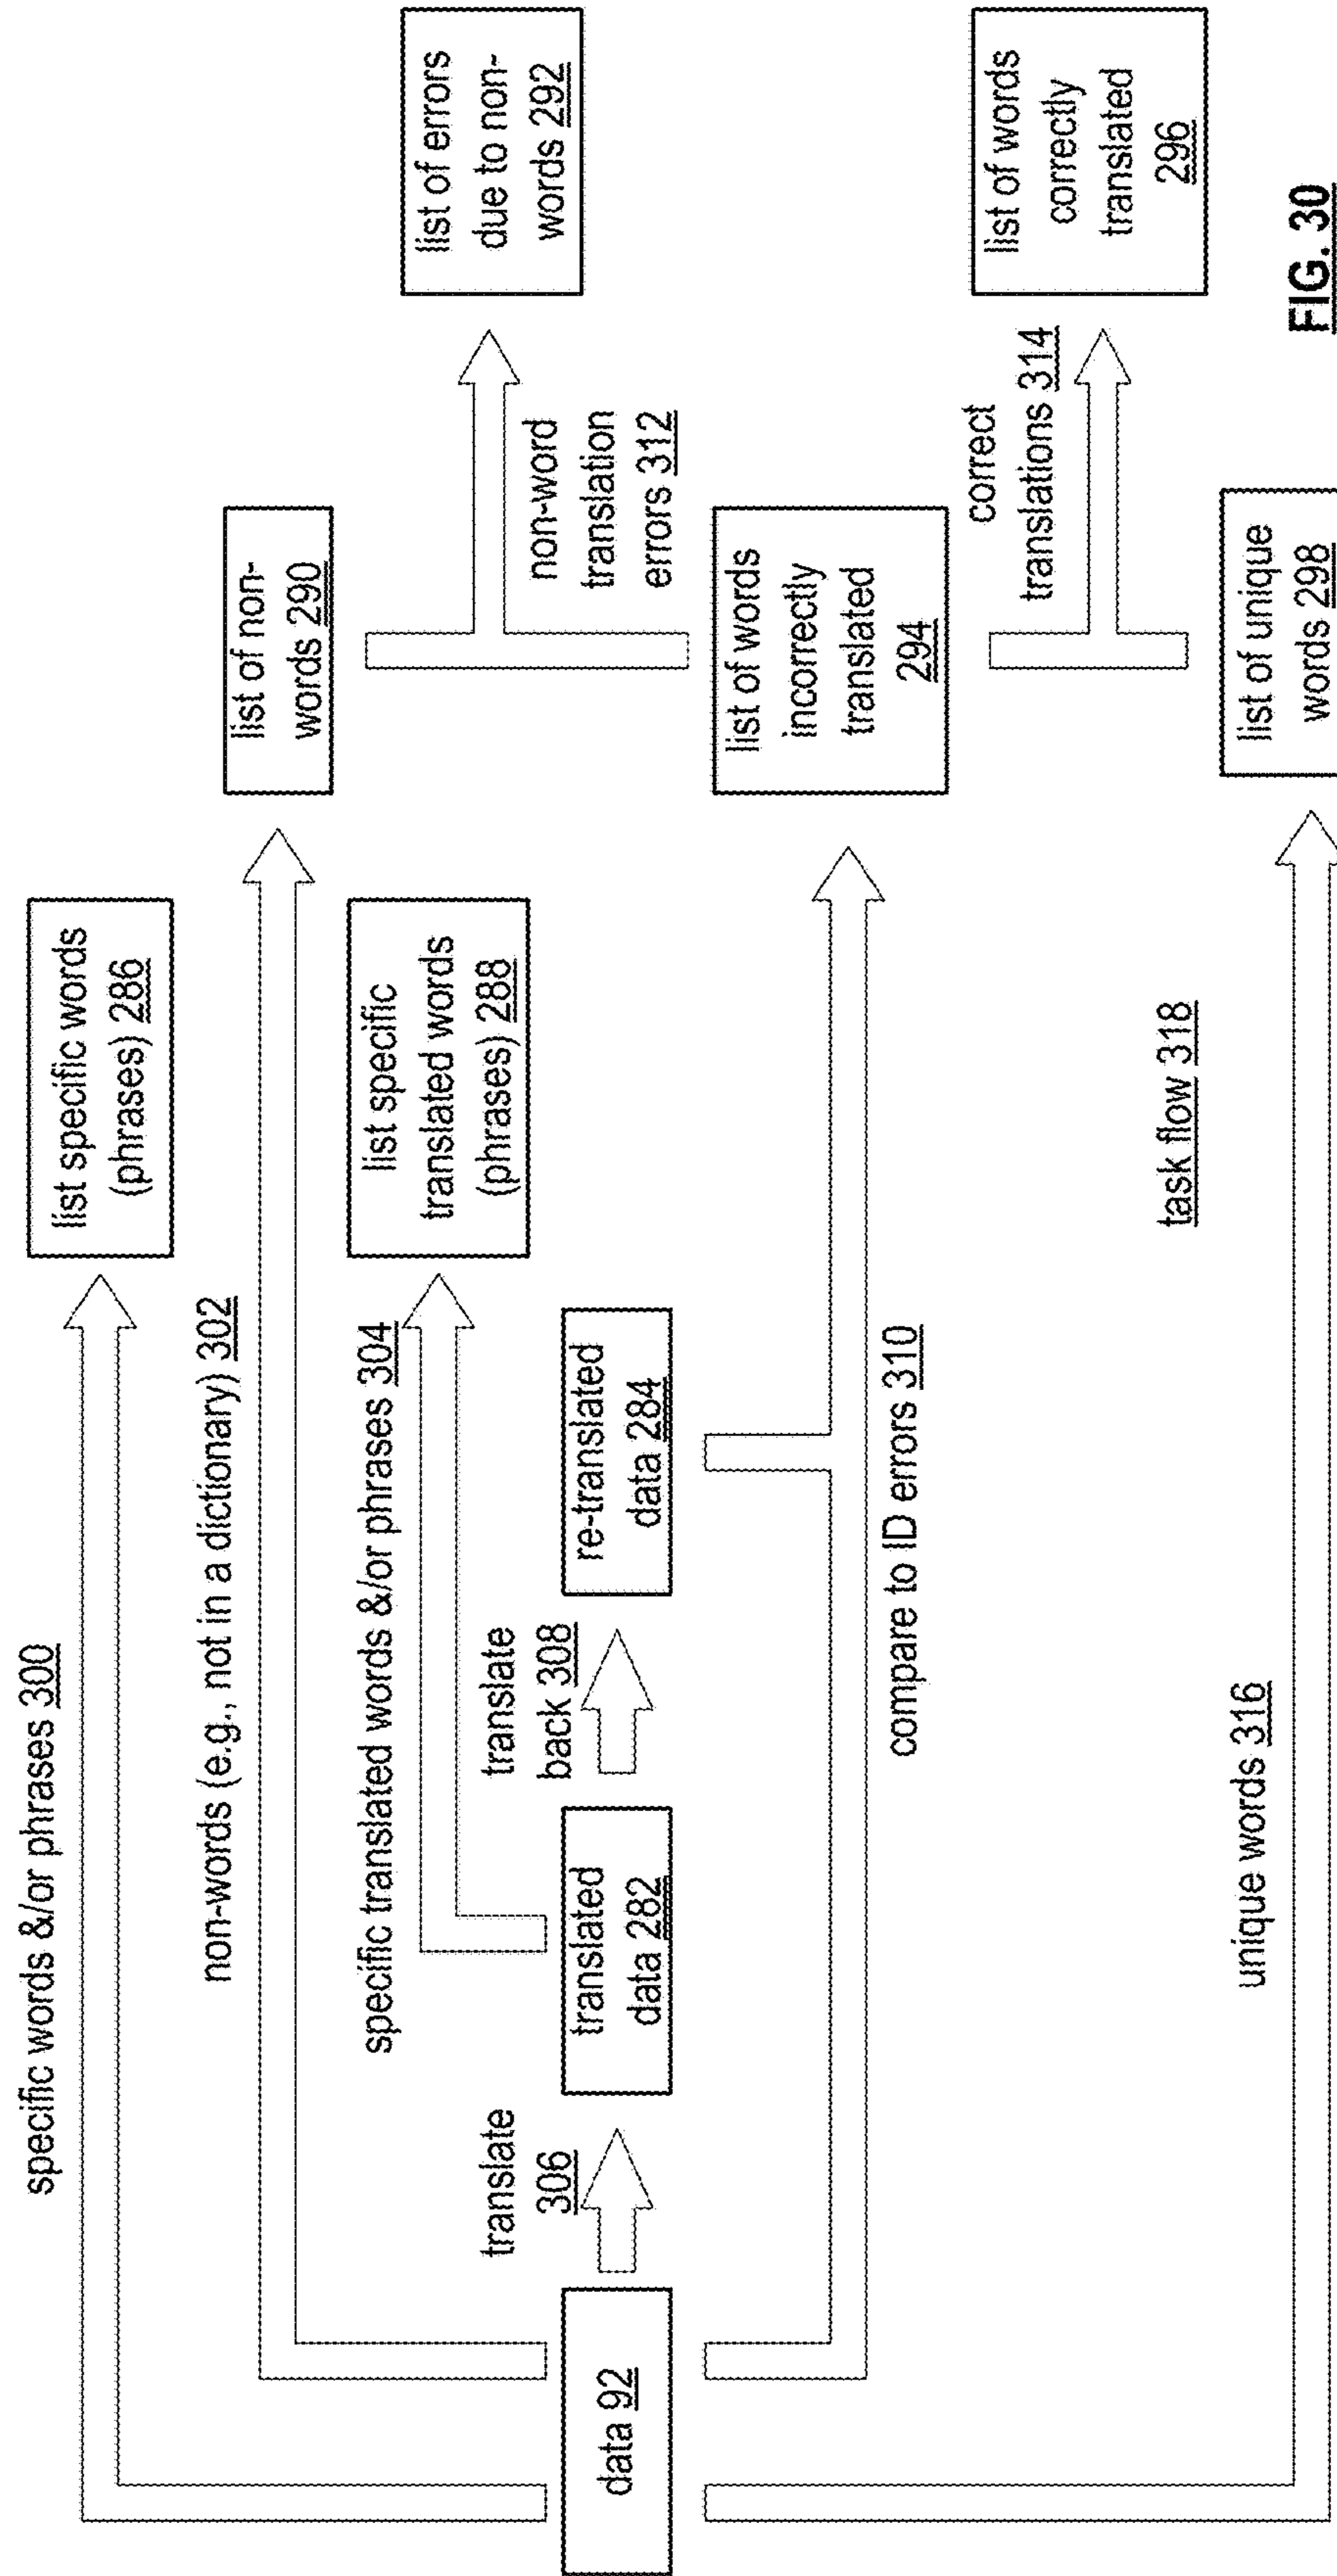 specific words &/or phrases 300
list specific words
(phrases) 286
non-words (e.g., not in a dictionary) 302
list of non-
words 290
specific translated words &/or phrases 304
list specific
translated words
(phrases) 288
list of errors
due to non-
words 292
non-word
translation
errors 312
translate
306
translate
back 308
data 92
translated
data 282
re-translated
data 284
list of words
incorrectly
translated
294
compare to ID errors 310
correct
translations 314
list of words
correctly
translated
296
task flow 318
unique words 316
list of unique
words 298
FIG. 30